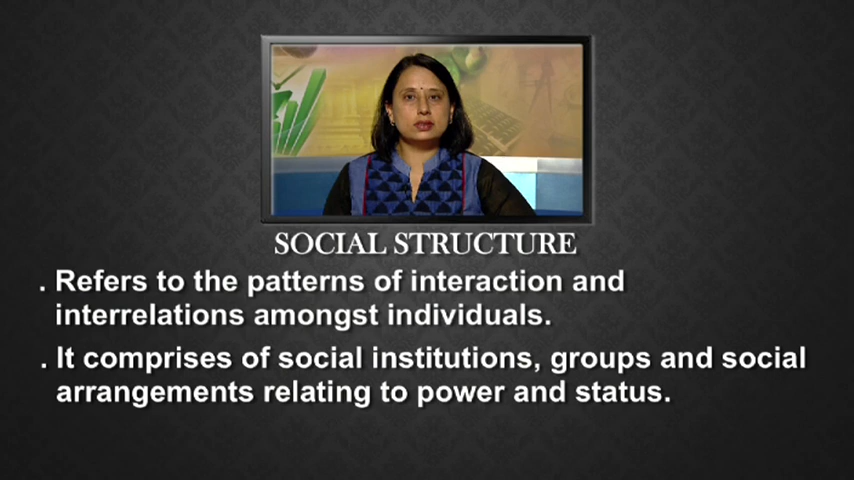 SOCIAL STRUCTURE
. Refers to the patterns of interaction and
interrelations amongst individuals.
. It comprises of social institutions, groups and social
arrangements relating to power and status.